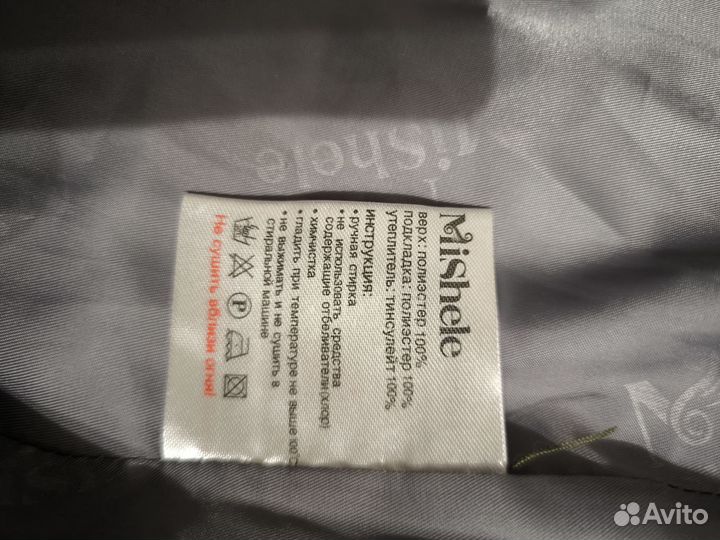 MiShele
верх: полиэстер 100%
подкладка: полиэстер 100%
утеплитель: тинсулейт 100%
инструкция:
• ручная стирка
• не использовать средства
содержащие отбеливатели(хлор)
• химчистка
• гладить при температуре не выше 100
• не выжимать и не сушить в
стиральной машине
P
Не сушить вблизи огня!
MiShele
Avito